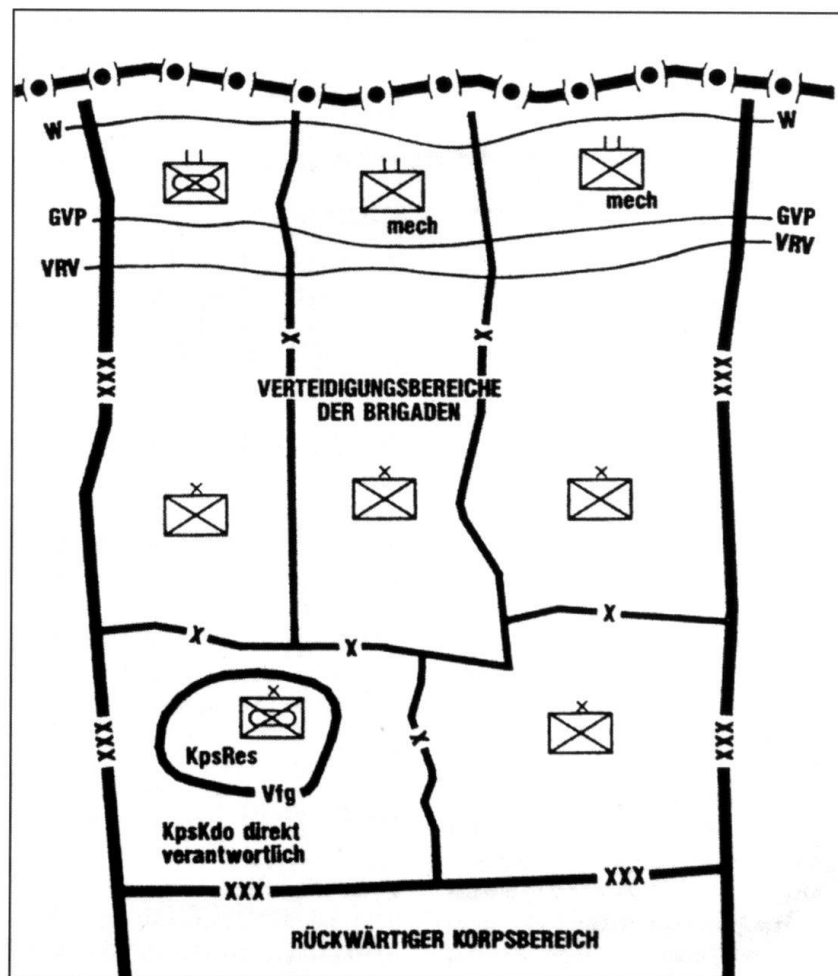 W
W
mech
mech
GVP
GVP
VRV
VRV
X
X
XXX
XXX
VERTEIDIGUNGSBEREICHE
DER BRIGADEN
X
X
X
X
X
X
X
X
KpsRes
XXX
X
XXX
Vfg
KpsKdo direkt
verantwortlich
XXX
XXX
RÜCKWÄRTIGER KORPSBEREICH